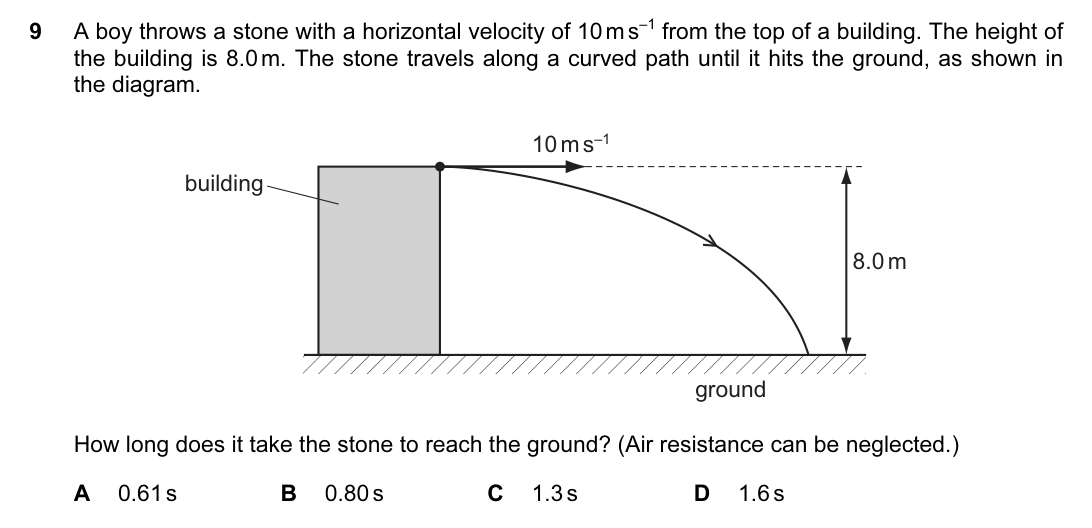 9 A boy throws a stone with a horizontal velocity of 10 m s⁻¹ from the top of a building. The height of
the building is 8.0 m. The stone travels along a curved path until it hits the ground, as shown in
the diagram.
10 m s⁻¹
building
8.0 m
ground
How long does it take the stone to reach the ground? (Air resistance can be neglected.)
A 0.61 s B 0.80 s C 1.3 s D 1.6 s